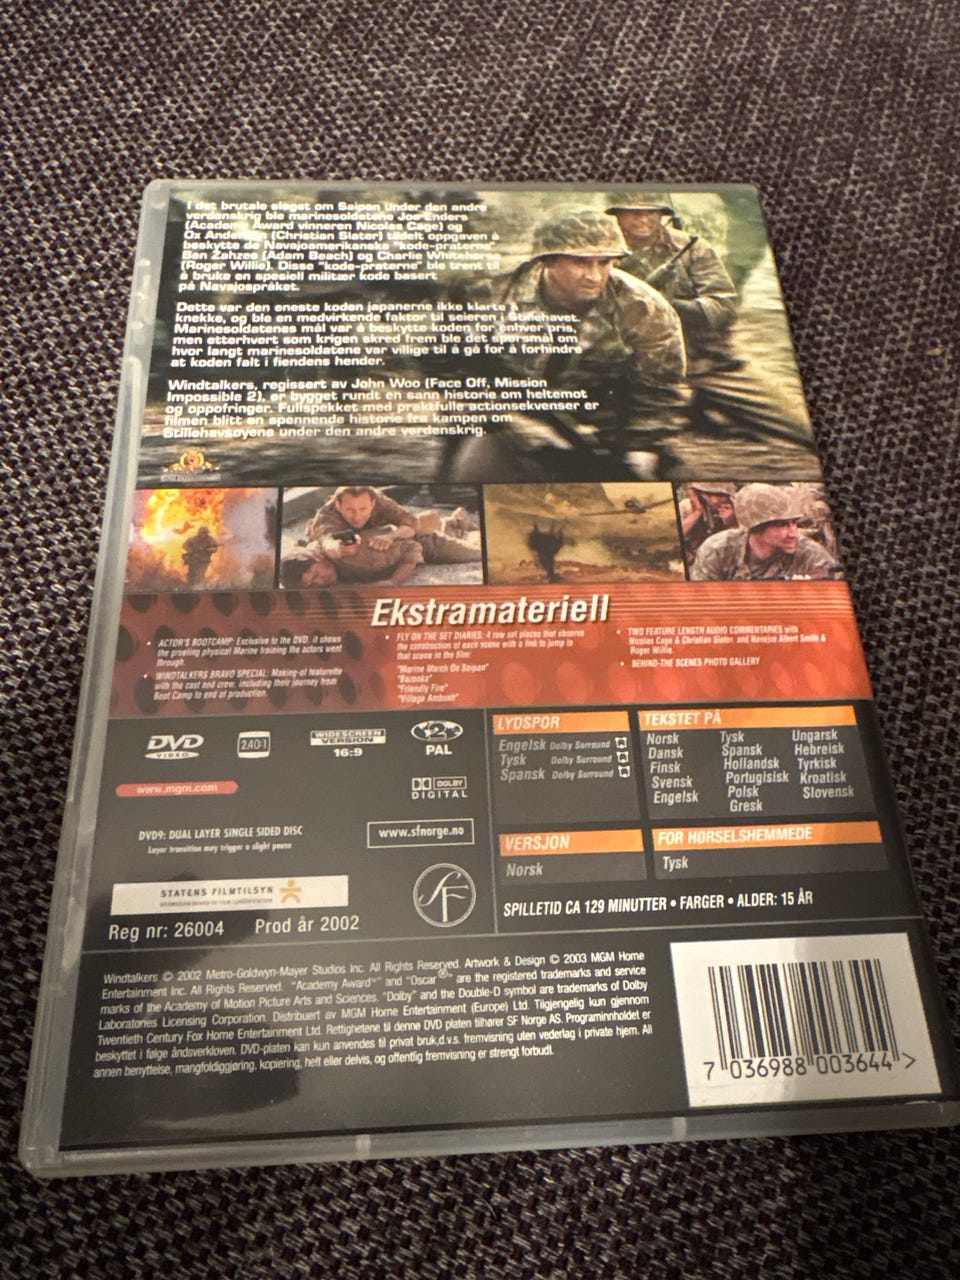 I det brutale slaget om Saipan under den andre
verdenskrig ble marinesoldatene Joe Enders
(Academy Award vinneren Nicolas Cage) og
Ox Anderson (Christian Slater) tildelt oppgaven å
beskytte de Navajoamerikanske "kode-praterne"
Ben Zahzee (Adam Beach) og Charlie Whitehorse
(Roger Willie). Disse "kode-praterne" ble trent til
å bruke en spesiell militær kode basert
på Navajospråket.
Dette var den eneste koden japanerne ikke klarte å
knekke, og ble en medvirkende faktor til seieren i Stillehavet.
Marinesoldatenes mål var å beskytte koden for enhver pris,
men etterhvert som krigen skred frem ble det spørsmål om
hvor langt marinesoldatene var villige til å gå for å forhindre
at koden falt i fiendens hender.
Windtalkers, regissert av John Woo (Face Off, Mission
Impossible 2), er bygget rundt en sann historie om heltemot
og oppofringer. Fullspekket med praktfulle actionsekvenser er
filmen blitt en spennende historie fra kampen om
Stillehavsøyene under den andre verdenskrig.
Ekstramateriell
• ACTOR'S BOOTCAMP: Exclusive to the DVD, it shows
the grueling physical Marine training the actors went
through.
• WINDTALKERS BRAVO SPECIAL: Making-of featurette
with the cast and crew, including their journey from
Boot Camp to end of production.
• FLY ON THE SET DIARIES: 4 raw set pieces that observe
the construction of each scene with a link to jump to
that scene in the film:
"Marine March On Saipan"
"Bazooka"
"Friendly Fire"
"Village Ambush"
• TWO FEATURE LENGTH AUDIO COMMENTARIES with
Nicolas Cage & Christian Slater, and Navajos Albert Smith &
Roger Willie.
• BEHIND-THE SCENES PHOTO GALLERY
DVD
VIDEO
2.40:1
WIDESCREEN
VERSION
16:9
2
PAL
www.mgm.com
DOLBY
DIGITAL
DVD9: DUAL LAYER SINGLE SIDED DISC
Layer transition may trigger a slight pause
www.sfnorge.no
STATENS FILMTILSYN
NORWEGIAN BOARD OF FILM CLASSIFICATION
SF
Reg nr: 26004 Prod år 2002
LYDSPOR
Engelsk Dolby Surround
Tysk Dolby Surround
Spansk Dolby Surround
TEKSTET PÅ
Norsk
Dansk
Finsk
Svensk
Engelsk
Tysk
Spansk
Hollandsk
Portugisisk
Polsk
Gresk
Ungarsk
Hebreisk
Tyrkisk
Kroatisk
Slovensk
VERSJON
Norsk
FOR HØRSELSHEMMEDE
Tysk
SPILLETID CA 129 MINUTTER • FARGER • ALDER: 15 ÅR
Windtalkers © 2002 Metro-Goldwyn-Mayer Studios Inc. All Rights Reserved. Artwork & Design © 2003 MGM Home
Entertainment Inc. All Rights Reserved. "Academy Award®" and "Oscar®" are the registered trademarks and service
marks of the Academy of Motion Picture Arts and Sciences. "Dolby" and the Double-D symbol are trademarks of Dolby
Laboratories Licensing Corporation. Distribuert av MGM Home Entertainment (Europe) Ltd. Tilgjengelig kun gjennom
Twentieth Century Fox Home Entertainment Ltd. Rettighetene til denne DVD platen tilhører SF Norge AS. Programinnholdet er
beskyttet i følge åndsverkloven. DVD-platen kan kun anvendes til privat bruk,d.v.s. fremvisning uten vederlag i private hjem. All
annen benyttelse, mangfoldiggjøring, kopiering, helt eller delvis, og offentlig fremvisning er strengt forbudt.
7 036988 003644 >